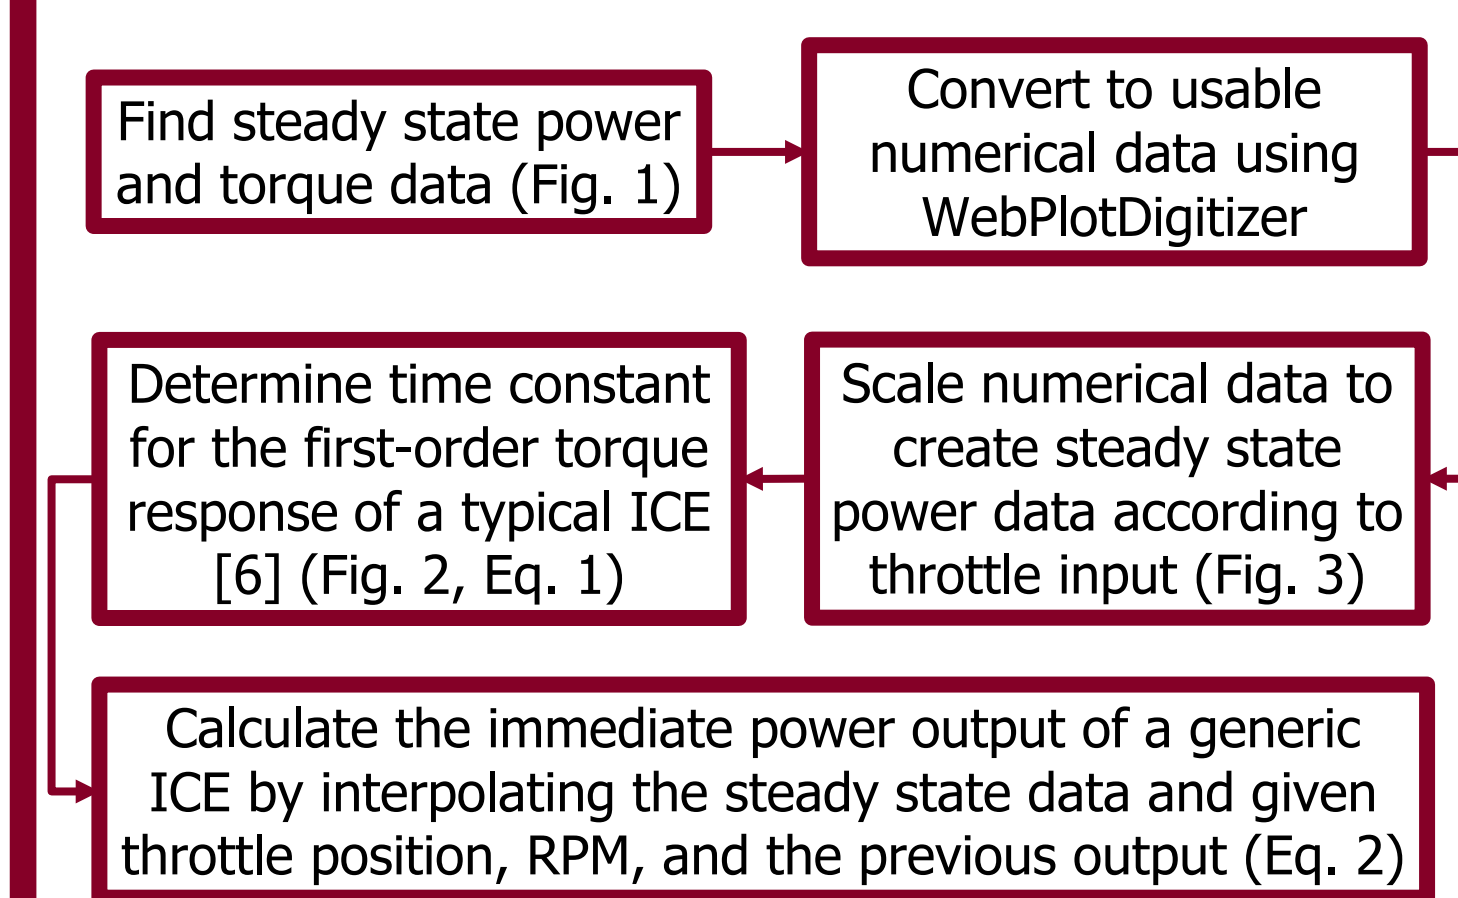 Find steady state power
and torque data (Fig. 1)
Convert to usable
numerical data using
WebPlotDigitizer
Scale numerical data to
create steady state
power data according to
throttle input (Fig. 3)
Determine time constant
for the first-order torque
response of a typical ICE
[6] (Fig. 2, Eq. 1)
Calculate the immediate power output of a generic
ICE by interpolating the steady state data and given
throttle position, RPM, and the previous output (Eq. 2)